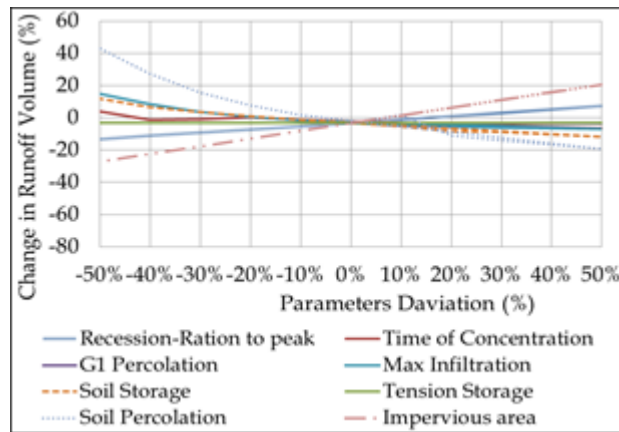 Change in Runoff Volume (%)
60
40
20
0
-20
-40
-60
-80
-50% -40% -30% -20% -10% 0% 10% 20% 30% 40% 50%
Parameters Daviation (%)
Recession-Ration to peak
Time of Concentration
G1 Percolation
Max Infiltration
Soil Storage
Tension Storage
Soil Percolation
Impervious area